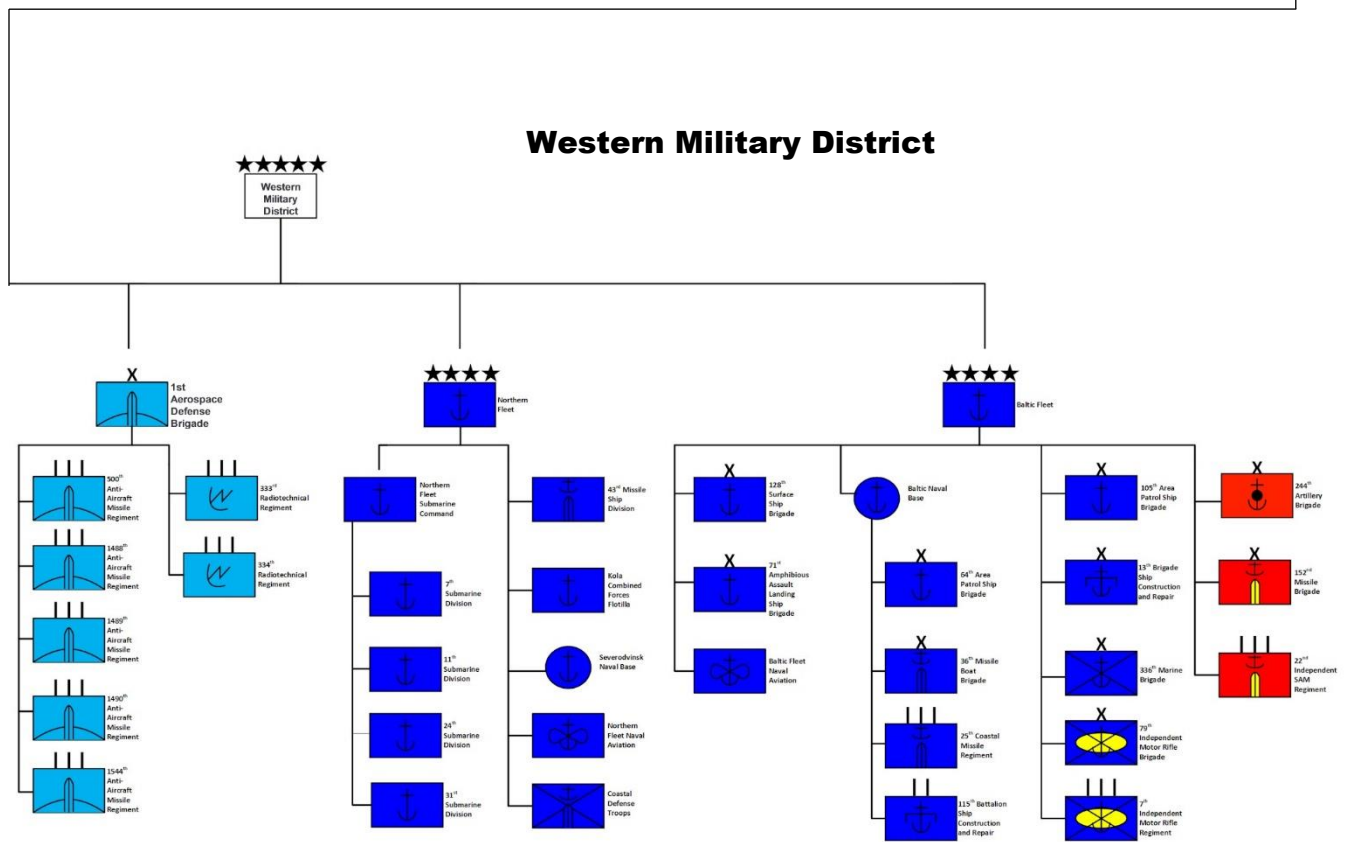 Western Military District
Western
Military
District
X
1st
Aerospace
Defense
Brigade
500th
Anti-
Aircraft
Missile
Regiment
1488th
Anti-
Aircraft
Missile
Regiment
1489th
Anti-
Aircraft
Missile
Regiment
1490th
Anti-
Aircraft
Missile
Regiment
1544th
Anti-
Aircraft
Missile
Regiment
333rd
Radiotechnical
Regiment
334th
Radiotechnical
Regiment
Northern
Fleet
Northern
Fleet
Submarine
Command
7th
Submarine
Division
11th
Submarine
Division
24th
Submarine
Division
31st
Submarine
Division
43rd Missile
Ship
Division
Kola
Combined
Forces
Flotilla
Severodvinsk
Naval Base
Northern
Fleet Naval
Aviation
Coastal
Defense
Troops
Baltic Fleet
X
128th
Surface
Ship
Brigade
X
71st
Amphibious
Assault
Landing
Ship
Brigade
Baltic Fleet
Naval
Aviation
Baltic Naval
Base
X
64th Area
Patrol Ship
Brigade
X
36th Missile
Boat
Brigade
25th Coastal
Missile
Regiment
115th Battalion
Ship
Construction
and Repair
X
105th Area
Patrol Ship
Brigade
X
13th Brigade
Ship
Construction
and Repair
X
336th Marine
Brigade
X
79th
Independent
Motor Rifle
Brigade
7th
Independent
Motor Rifle
Regiment
X
244th
Artillery
Brigade
X
152nd
Missile
Brigade
22nd
Independent
SAM
Regiment